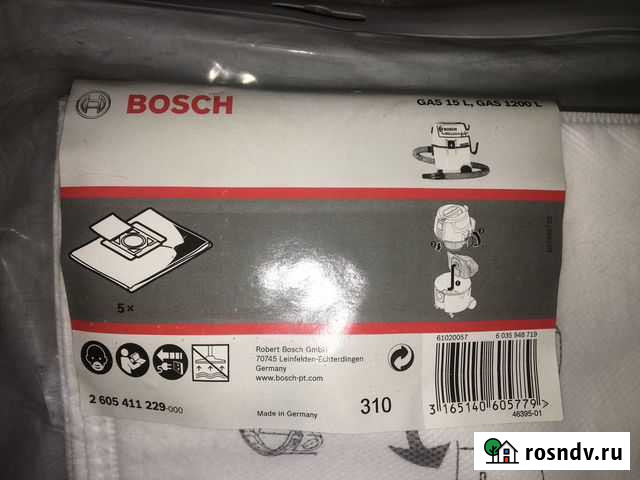 BOSCH
GAS 15 L, GAS 1200 L
BOSCH
5×
Robert Bosch GmbH
70745 Leinfelden-Echterdingen
Germany
www.bosch-pt.com
2 605 411 229-000
Made in Germany
310
61020057
6 035 948 719
3 165140 605779 >
46395-01
rosndv.ru